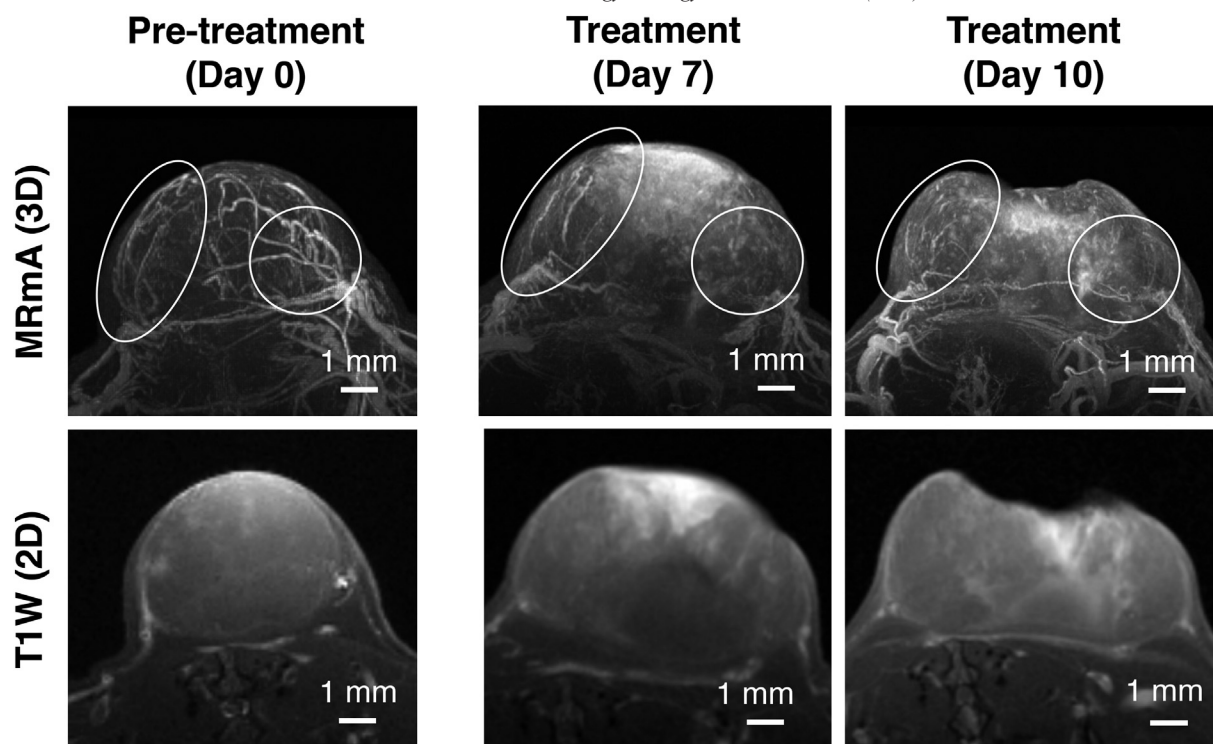 Pre-treatment
(Day 0)
Treatment
(Day 7)
Treatment
(Day 10)
MRmA (3D)
1 mm
1 mm
1 mm
T1W (2D)
1 mm
1 mm
1 mm